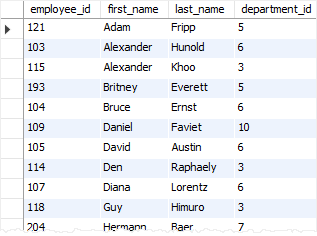 employee_id first_name last_name department_id
121 Adam Fripp 5
103 Alexander Hunold 6
115 Alexander Khoo 3
193 Britney Everett 5
104 Bruce Ernst 6
109 Daniel Faviet 10
105 David Austin 6
114 Den Raphaely 3
107 Diana Lorentz 6
118 Guy Himuro 3
204 Hermann Baer 7